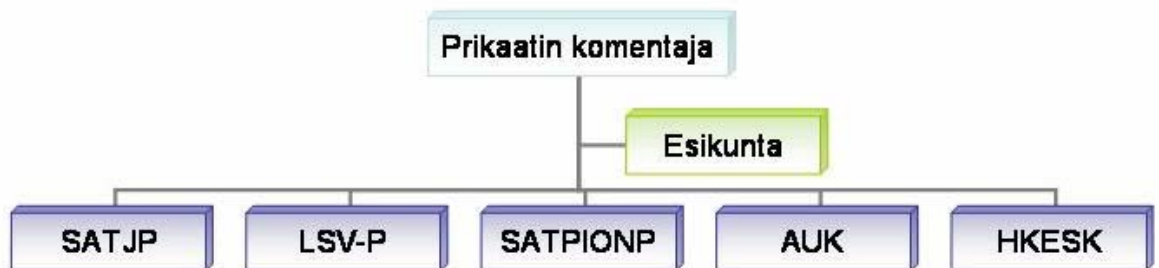 Prikaatin komentaja
Esikunta
SATJP
LSV-P
SATPIONP
AUK
HKESK